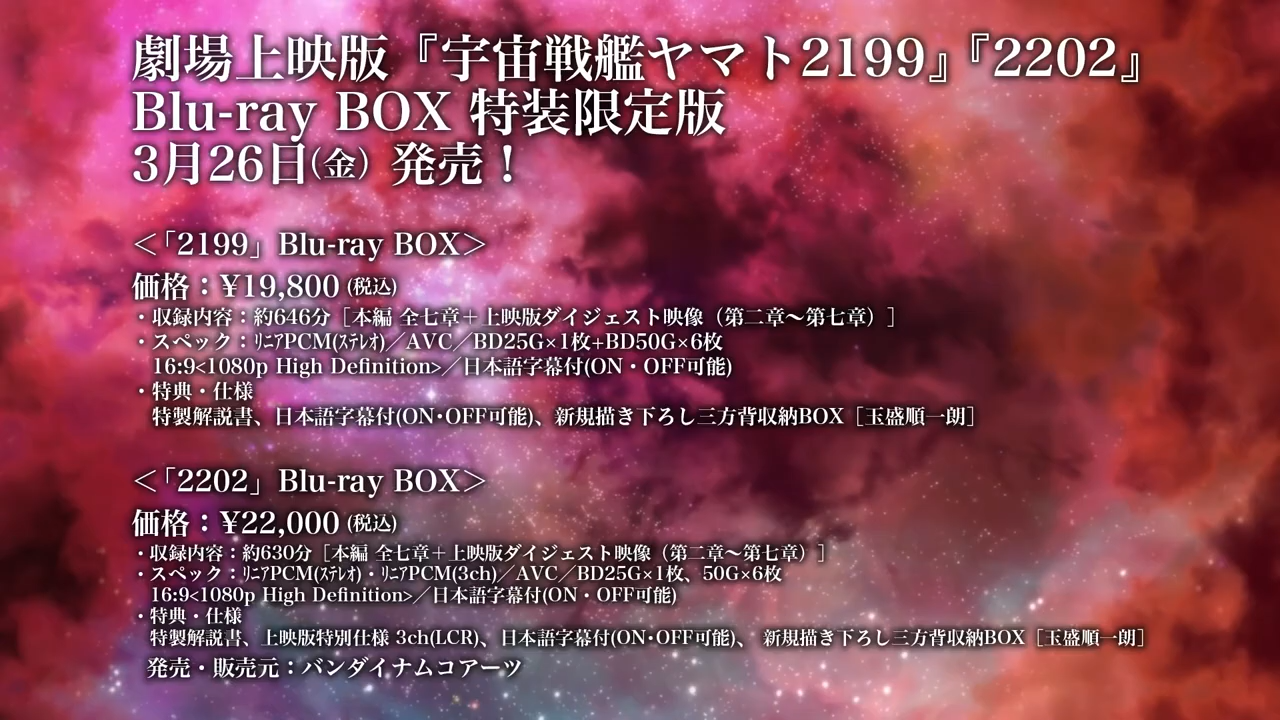 劇場上映版『宇宙戦艦ヤマト2199』『2202』
Blu-ray BOX 特装限定版
3月26日(金) 発売!
＜「2199」Blu-ray BOX＞
価格：¥19,800 (税込)
・収録内容：約646分［本編 全七章＋上映版ダイジェスト映像（第二章～第七章）］
・スペック：ﾘﾆｱPCM(ｽﾃﾚｵ)／AVC／BD25G×1枚+BD50G×6枚
16:9<1080p High Definition>／日本語字幕付(ON・OFF可能)
・特典・仕様
特製解説書、日本語字幕付(ON･OFF可能)、新規描き下ろし三方背収納BOX［玉盛順一朗］
＜「2202」Blu-ray BOX＞
価格：¥22,000 (税込)
・収録内容：約630分［本編 全七章＋上映版ダイジェスト映像（第二章～第七章）］
・スペック：ﾘﾆｱPCM(ｽﾃﾚｵ)・ﾘﾆｱPCM(3ch)／AVC／BD25G×1枚、50G×6枚
16:9<1080p High Definition>／日本語字幕付(ON・OFF可能)
・特典・仕様
特製解説書、上映版特別仕様 3ch(LCR)、日本語字幕付(ON･OFF可能)、 新規描き下ろし三方背収納BOX［玉盛順一朗］
発売・販売元：バンダイナムコアーツ